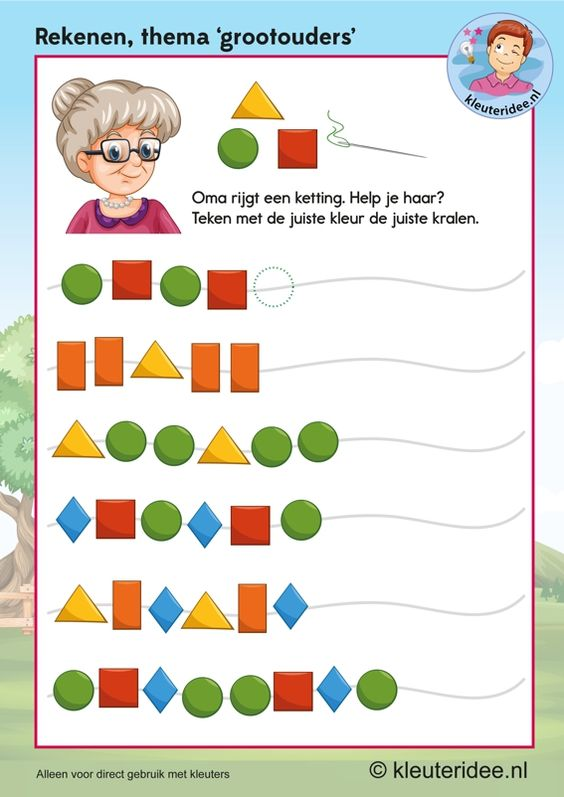 Rekenen, thema ‘grootouders’
kleuteridee.nl
Oma rijgt een ketting. Help je haar?
Teken met de juiste kleur de juiste kralen.
Alleen voor direct gebruik met kleuters
© kleuteridee.nl